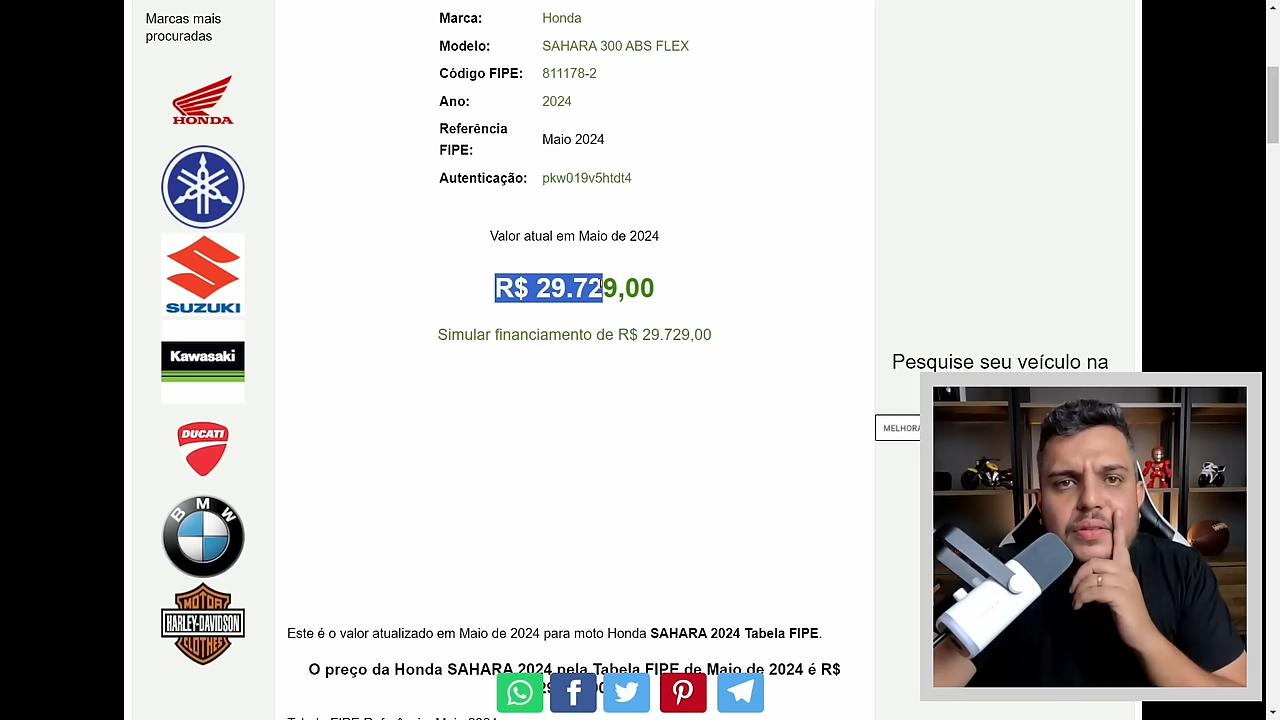 Marcas mais
procuradas
HONDA
SUZUKI
Kawasaki
DUCATI
BMW
MOTOR
HARLEY-DAVIDSON
CLOTHES
Marca: Honda
Modelo: SAHARA 300 ABS FLEX
Código FIPE: 811178-2
Ano: 2024
Referência
FIPE: Maio 2024
Autenticação: pkw019v5htdt4
Valor atual em Maio de 2024
R$ 29.729,00
Simular financiamento de R$ 29.729,00
Este é o valor atualizado em Maio de 2024 para moto Honda SAHARA 2024 Tabela FIPE.
O preço da Honda SAHARA 2024 pela Tabela FIPE de Maio de 2024 é R$
Pesquise seu veículo na